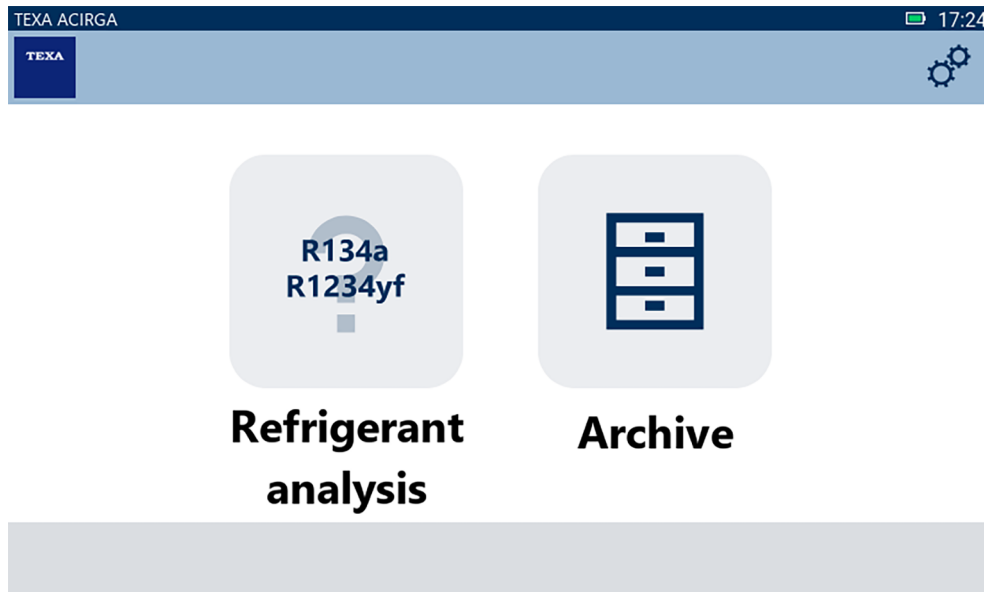 TEXA ACIRGA
17:24
TEXA
R134a
R1234yf
Refrigerant
analysis
Archive